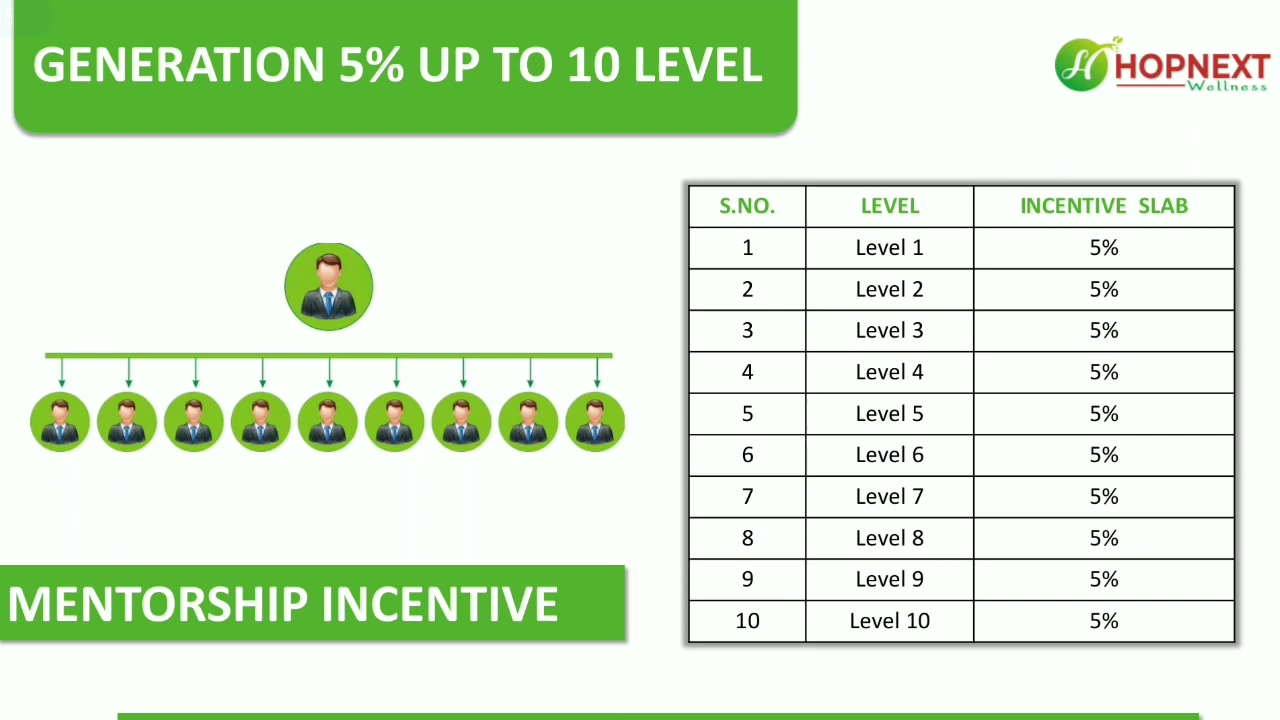 GENERATION 5% UP TO 10 LEVEL
HOPNEXT
Wellness
S.NO. LEVEL INCENTIVE SLAB
1 Level 1 5%
2 Level 2 5%
3 Level 3 5%
4 Level 4 5%
5 Level 5 5%
6 Level 6 5%
7 Level 7 5%
8 Level 8 5%
9 Level 9 5%
10 Level 10 5%
MENTORSHIP INCENTIVE